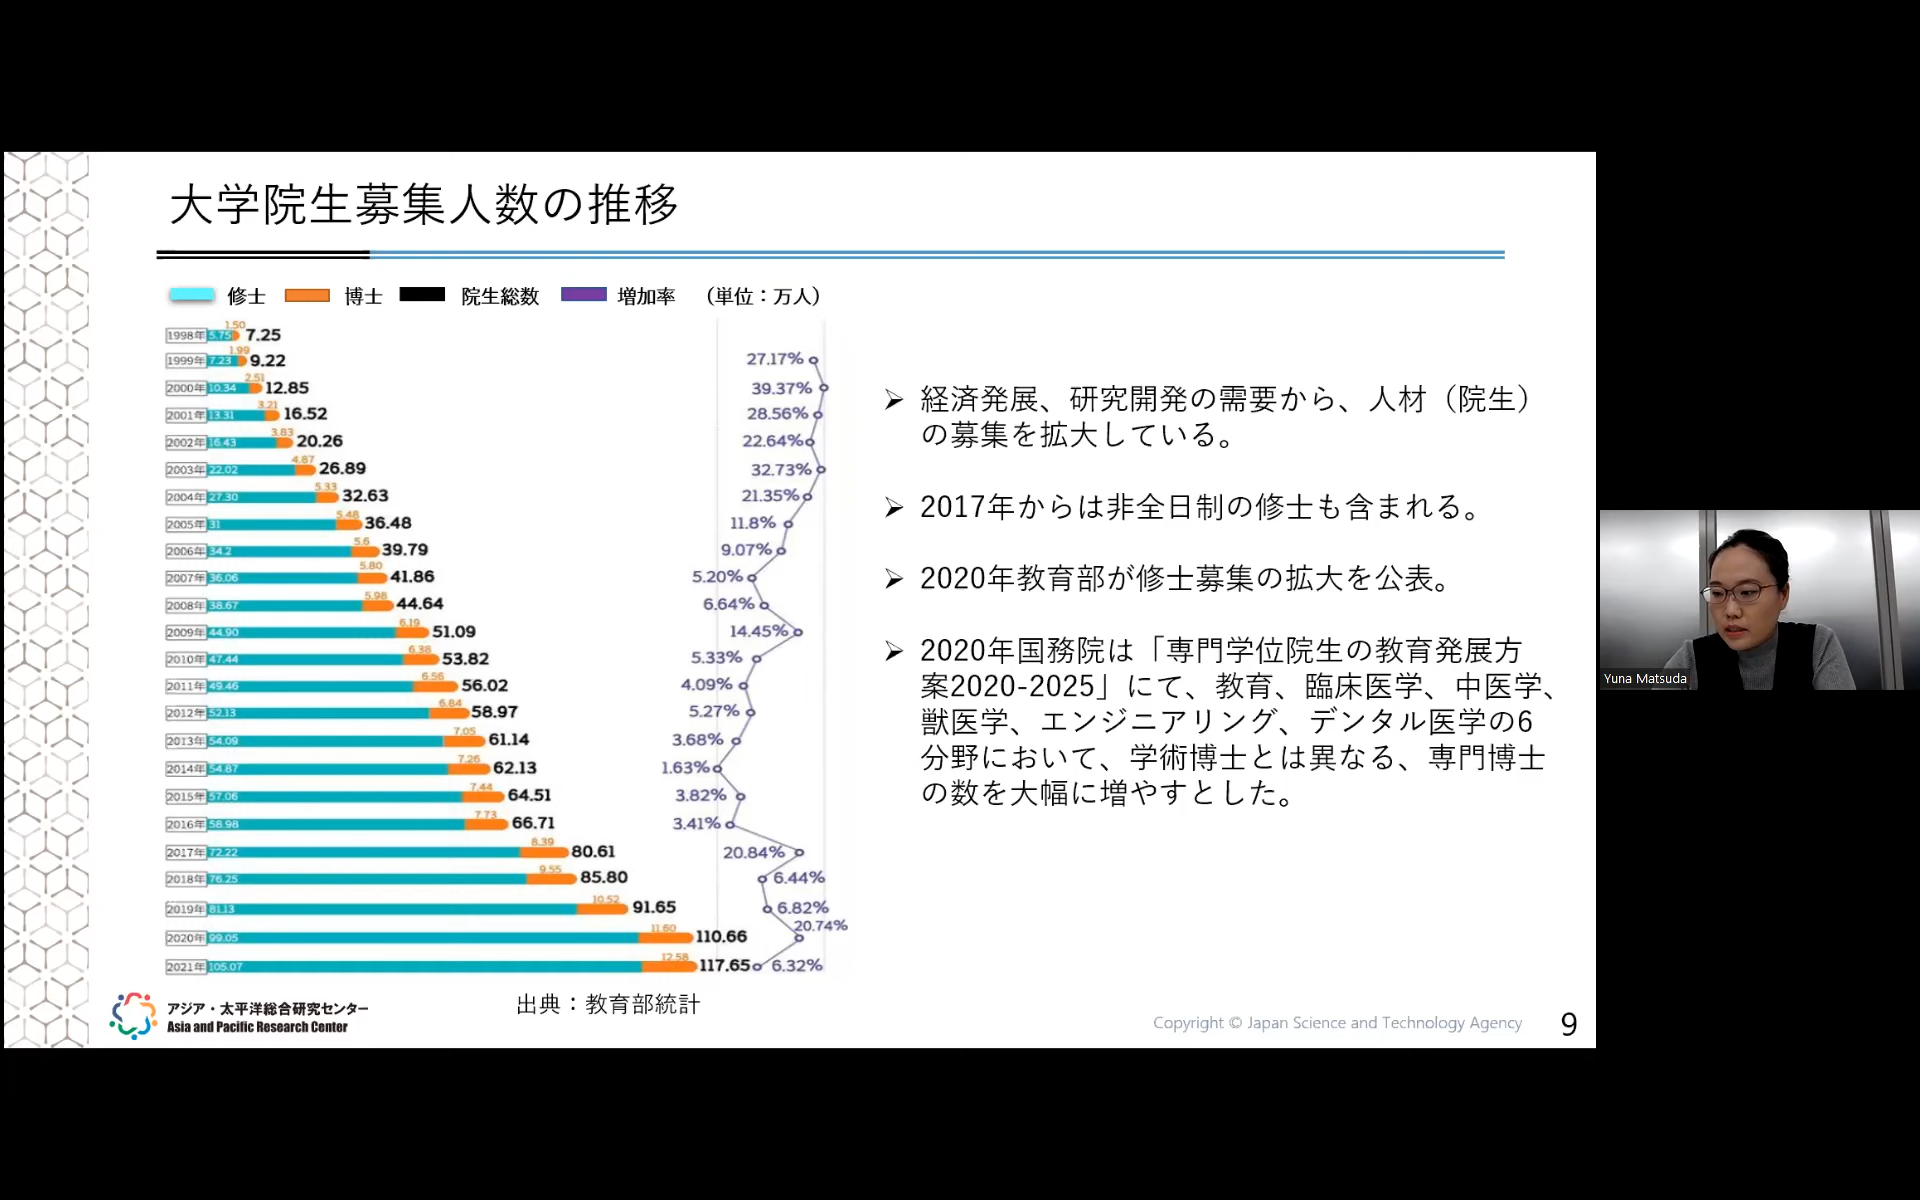 大学院生募集人数の推移
修士 博士 院生総数 増加率 （単位：万人）
1998年 5.75 1.50 7.25
1999年 7.23 1.99 9.22 27.17%
2000年 10.34 2.51 12.85 39.37%
2001年 13.31 3.21 16.52 28.56%
2002年 16.43 3.83 20.26 22.64%
2003年 22.02 4.87 26.89 32.73%
2004年 27.30 5.33 32.63 21.35%
2005年 31 5.48 36.48 11.8%
2006年 34.2 5.6 39.79 9.07%
2007年 36.06 5.80 41.86 5.20%
2008年 38.67 5.98 44.64 6.64%
2009年 44.90 6.19 51.09 14.45%
2010年 47.44 6.38 53.82 5.33%
2011年 49.46 6.56 56.02 4.09%
2012年 52.13 6.84 58.97 5.27%
2013年 54.09 7.05 61.14 3.68%
2014年 54.87 7.26 62.13 1.63%
2015年 57.06 7.44 64.51 3.82%
2016年 58.98 7.73 66.71 3.41%
2017年 72.22 8.39 80.61 20.84%
2018年 76.25 9.55 85.80 6.44%
2019年 81.13 10.52 91.65 6.82%
2020年 99.05 11.60 110.66 20.74%
2021年 105.07 12.58 117.65 6.32%
出典：教育部統計
➢ 経済発展、研究開発の需要から、人材（院生）
の募集を拡大している。
➢ 2017年からは非全日制の修士も含まれる。
➢ 2020年教育部が修士募集の拡大を公表。
➢ 2020年国務院は「専門学位院生の教育発展方
案2020-2025」にて、教育、臨床医学、中医学、
獣医学、エンジニアリング、デンタル医学の6
分野において、学術博士とは異なる、専門博士
の数を大幅に増やすとした。
アジア・太平洋総合研究センター
Asia and Pacific Research Center
Copyright © Japan Science and Technology Agency
9
Yuna Matsuda